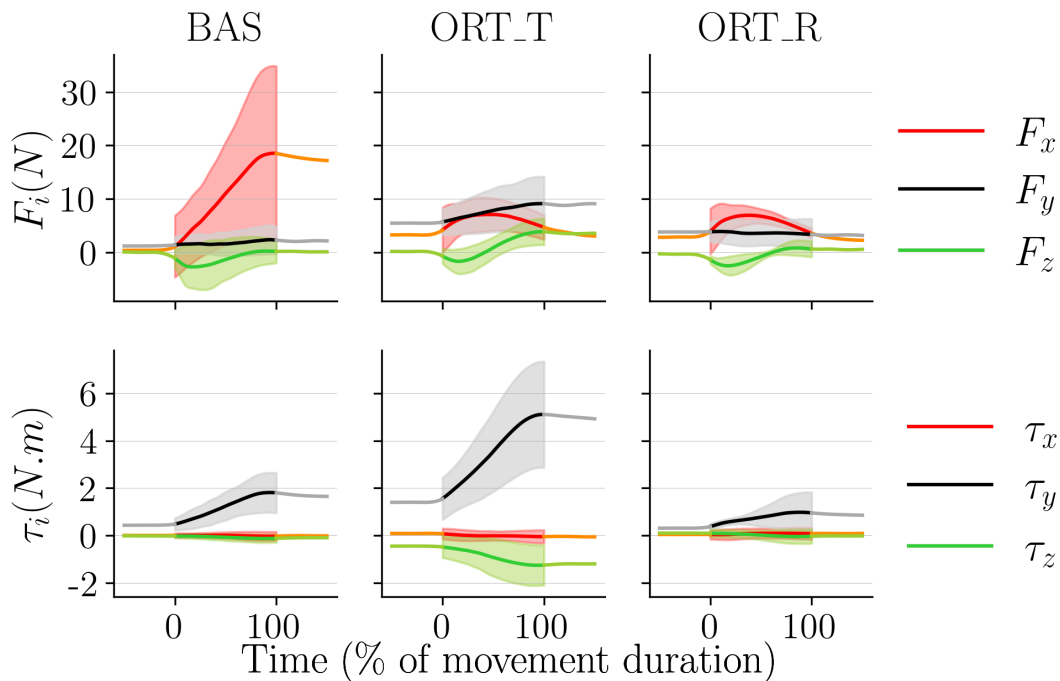 BAS ORT_T ORT_R
F_i(N)
30
20
10
0
F_x
F_y
F_z
τ_i(N.m)
6
4
2
0
-2
τ_x
τ_y
τ_z
0 100 0 100 0 100
Time (% of movement duration)